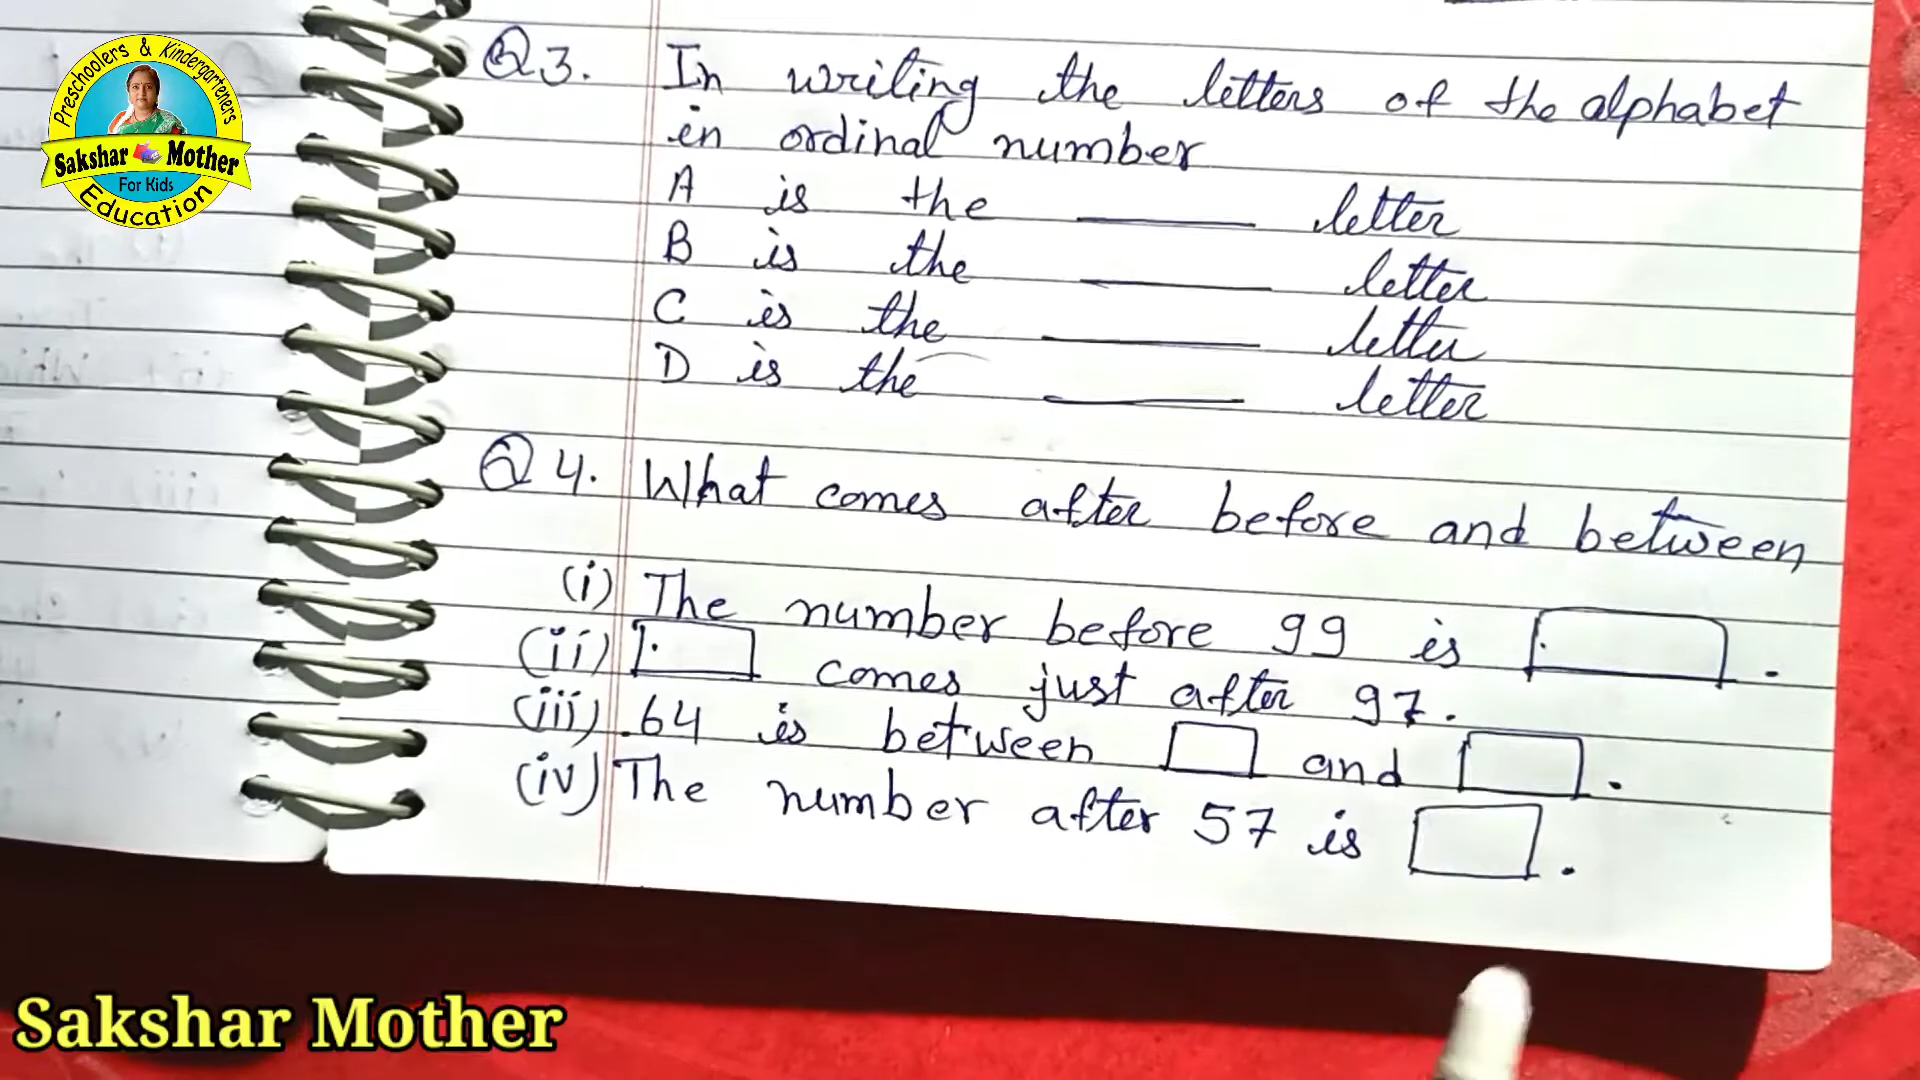 Preschoolers & Kindergarteners
Sakshar Mother
For Kids
Education
Q3. In writing the letters of the alphabet
in ordinal number
A is the ______ letter
B is the ______ letter
C is the ______ letter
D is the ______ letter
Q4. What comes after before and between
(i) The number before 99 is .
(ii) comes just after 97.
(iii) 64 is between and .
(iv) The number after 57 is .
Sakshar Mother